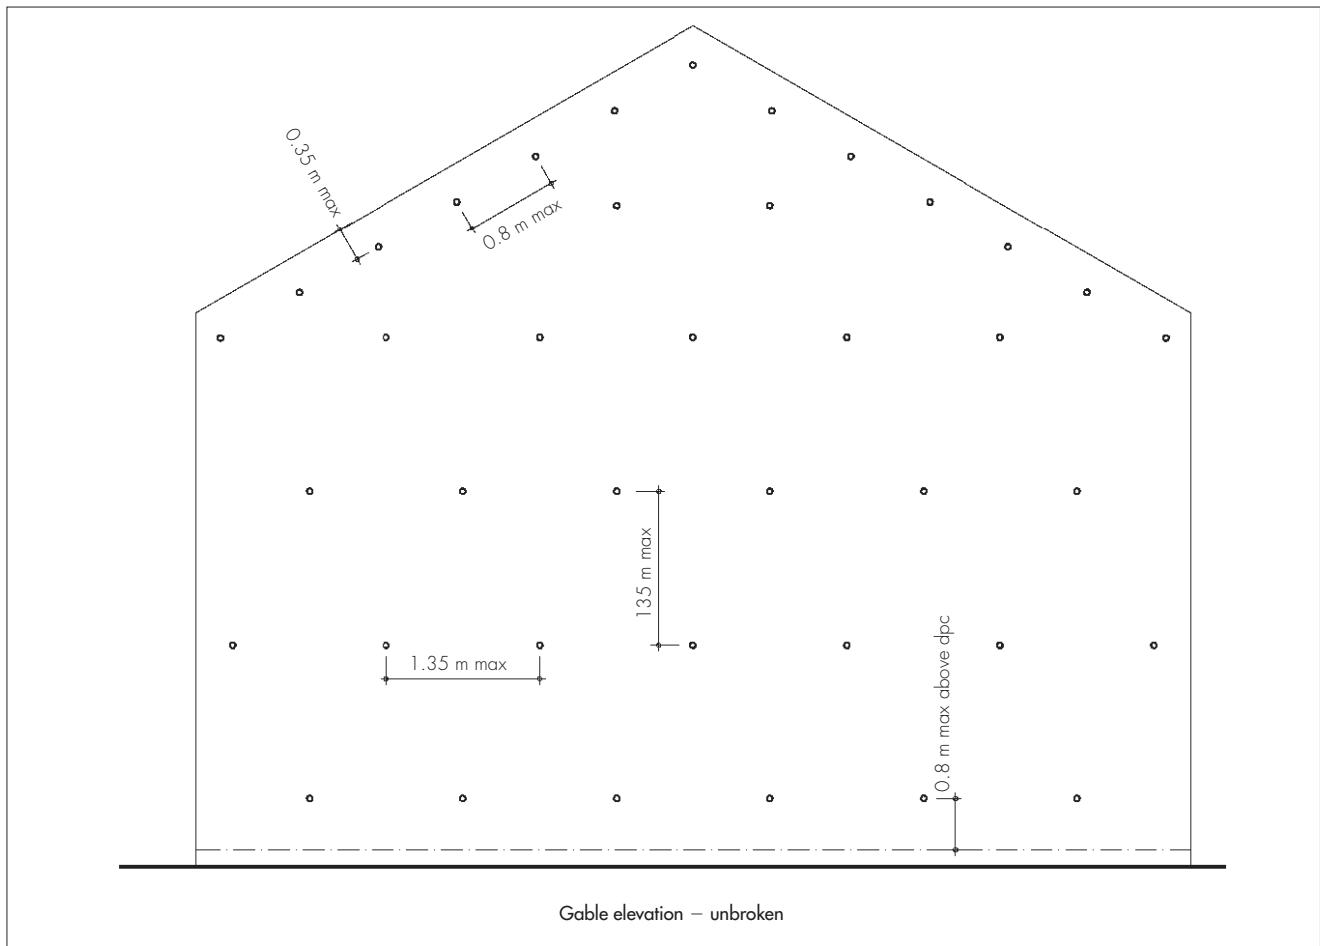 0.35 m max
0.8 m max
135 m max
1.35 m max
0.8 m max above dpc
Gable elevation – unbroken